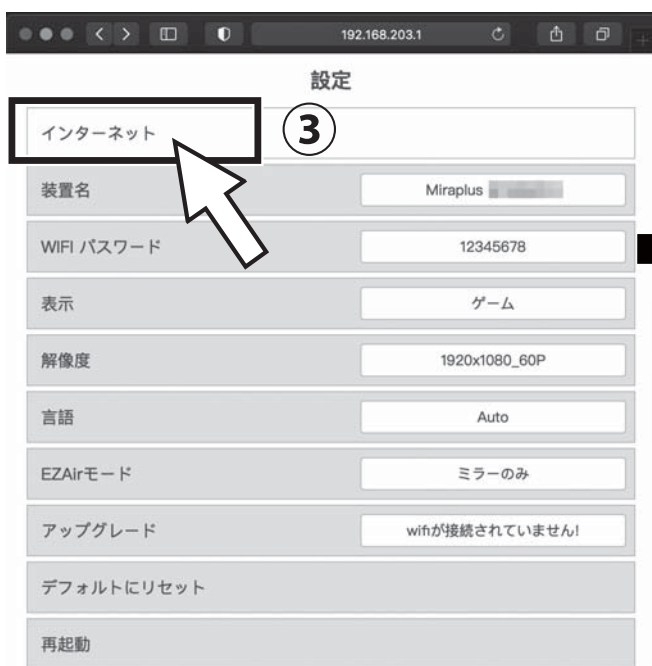 192.168.203.1
設定
インターネット
③
装置名 Miraplus
WIFI パスワード 12345678
表示 ゲーム
解像度 1920x1080_60P
言語 Auto
EZAirモード ミラーのみ
アップグレード wifiが接続されていません!
デフォルトにリセット
再起動